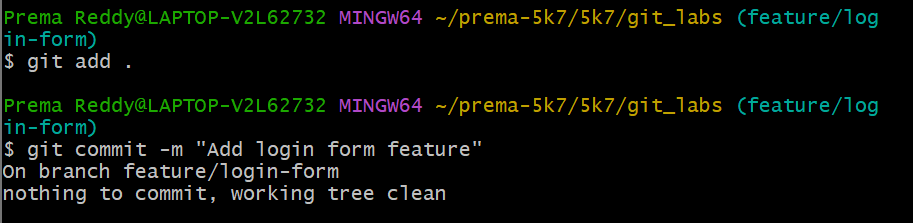 Prema Reddy@LAPTOP-V2L62732 MINGW64 ~/prema-5k7/5k7/git_labs (feature/log
in-form)
$ git add .
Prema Reddy@LAPTOP-V2L62732 MINGW64 ~/prema-5k7/5k7/git_labs (feature/log
in-form)
$ git commit -m "Add login form feature"
On branch feature/login-form
nothing to commit, working tree clean